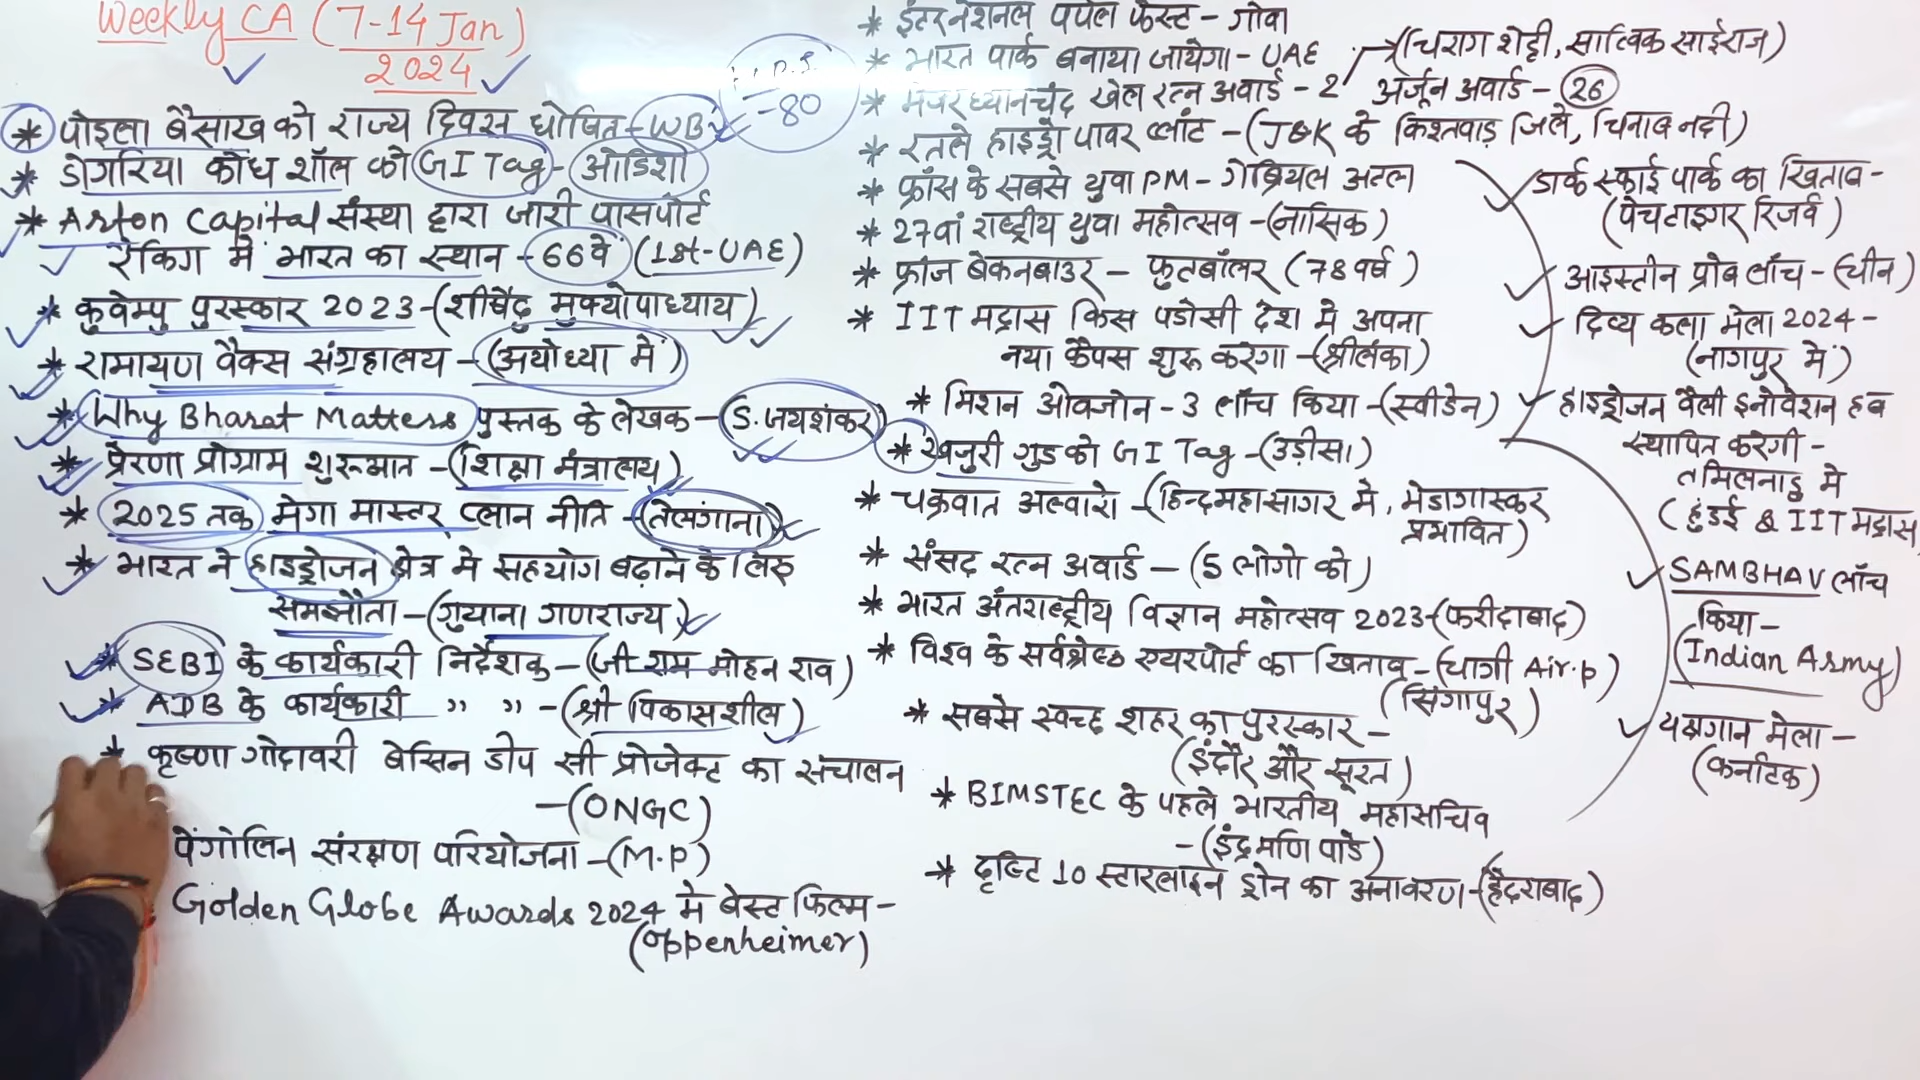 Weekly CA (7-14 Jan)
2024
* पोइला बैसाख को राज्य दिवस घोषित - WB
* डोंगरिया कोंध शॉल को GI Tag - ओडिशा
* Arton Capital संस्था द्वारा जारी पासपोर्ट
रैंकिग में भारत का स्थान - 66वें (1st-UAE)
* कुवेम्पु पुरस्कार 2023-(शीर्षेंदु मुख्योपाध्याय)
* रामायण वैक्स संग्रहालय - (अयोध्या में)
* Why Bharat Matters पुस्तक के लेखक - (S. जयशंकर)
* प्रेरणा प्रोग्राम शुरुआत - (शिक्षा मंत्रालय)
* 2025 तक मेगा मास्टर प्लान नीति - (तेलंगाना)
* भारत ने हाइड्रोजन क्षेत्र में सहयोग बढ़ाने के लिए
समझौता - (गुयाना गणराज्य)
* SEBI के कार्यकारी निर्देशक - (जी राम मोहन राव)
* ADB के कार्यकारी " " - (श्री विकासशील)
* कृष्णा गोदावरी बेसिन डीप सी प्रोजेक्ट का संचालन
- (ONGC)
पेंगोलिन संरक्षण परियोजना - (M.P)
Golden Globe Awards 2024 में बेस्ट फिल्म -
(Oppenheimer)
-80
* इंटरनेशनल पर्पल फेस्ट - गोवा
* भारत पार्क बनाया जायेगा - UAE
(चिराग शेट्टी, सात्विक साईराज)
* मेजर ध्यानचंद खेल रत्न अवार्ड - 2 अर्जुन अवार्ड - 26
* रतले हाइड्रो पावर प्लांट - (J&K के किश्तवाड़ जिले, चिनाब नदी)
* फ्रांस के सबसे युवा PM - गेब्रियल अटल
* 27वां राष्ट्रीय युवा महोत्सव - (नासिक)
* फ्रांज बेकनबाउर - फुटबॉलर (78 वर्ष)
* IIT मद्रास किस पडोसी देश में अपना
नया कैंपस शुरू करेगा - (श्रीलंका)
* मिशन ओक्जोन - 3 लॉंच किया - (स्वीडेन)
* खजुरी गुड को GI Tag - (उड़ीसा)
* चक्रवात अल्वारो - (हिन्दमहासागर में, मेडागास्कर
प्रभावित)
* संसद रत्न अवार्ड - (5 लोगो को)
* भारत अंतराष्ट्रीय विज्ञान महोत्सव 2023-(फरीदाबाद)
* विश्व के सर्वश्रेष्ठ एयरपोर्ट का खिताब - (चांगी Air.p)
(सिंगापुर)
* सबसे स्वच्छ शहर का पुरस्कार -
(इंदौर और सूरत)
* BIMSTEC के पहले भारतीय महासचिव
- (इंद्रमणि पांडे)
* दृष्टि 10 स्टारलाइन ड्रोन का अनावरण - (हैदराबाद)
डार्क स्काई पार्क का खिताब -
(पेंच टाइगर रिजर्व)
आइंस्टीन प्रोब लॉंच - (चीन)
दिव्य कला मेला 2024 -
(नागपुर में)
हाइड्रोजन वैली इनोवेशन हब
स्थापित करेगी -
तमिलनाडु में
(हुंडई & IIT मद्रास)
SAMBHAV लॉंच
किया -
(Indian Army)
यक्षगान मेला -
(कर्नाटक)